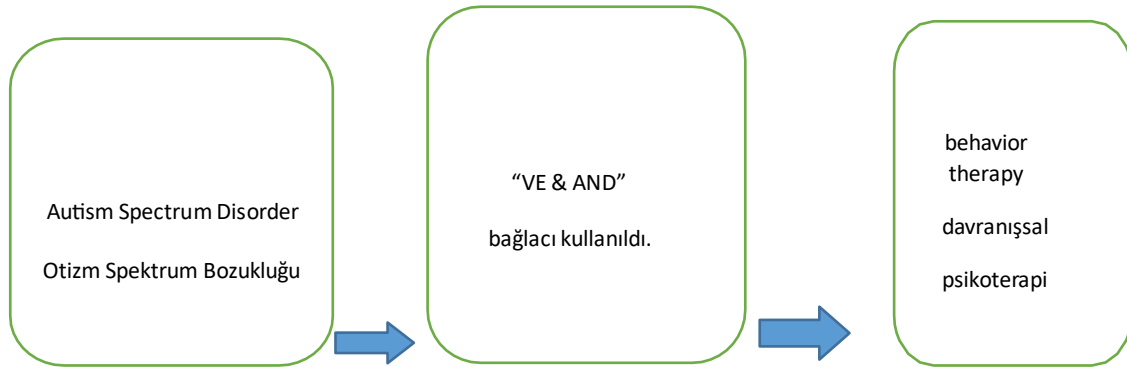 Autism Spectrum Disorder
Otizm Spektrum Bozukluğu
“VE & AND”
bağlacı kullanıldı.
behavior
therapy
davranışsal
psikoterapi